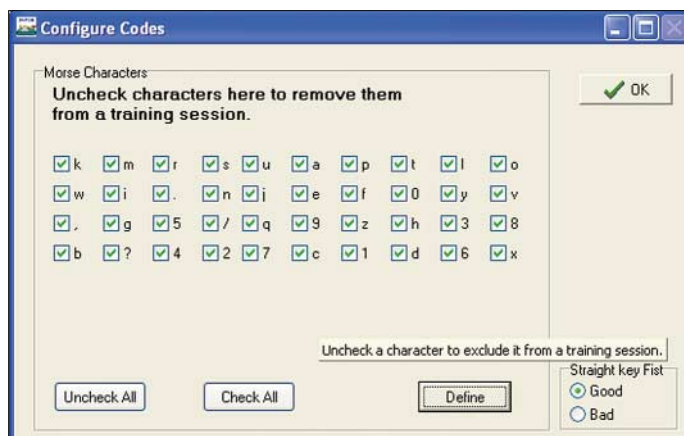 Configure Codes
Morse Characters
Uncheck characters here to remove them
from a training session.
OK
k m r s u a p t l o
w i . n j e f 0 y v
, g 5 / q 9 z h 3 8
b ? 4 2 7 c 1 d 6 x
Uncheck a character to exclude it from a training session.
Uncheck All Check All Define
Straight key Fist
Good
Bad